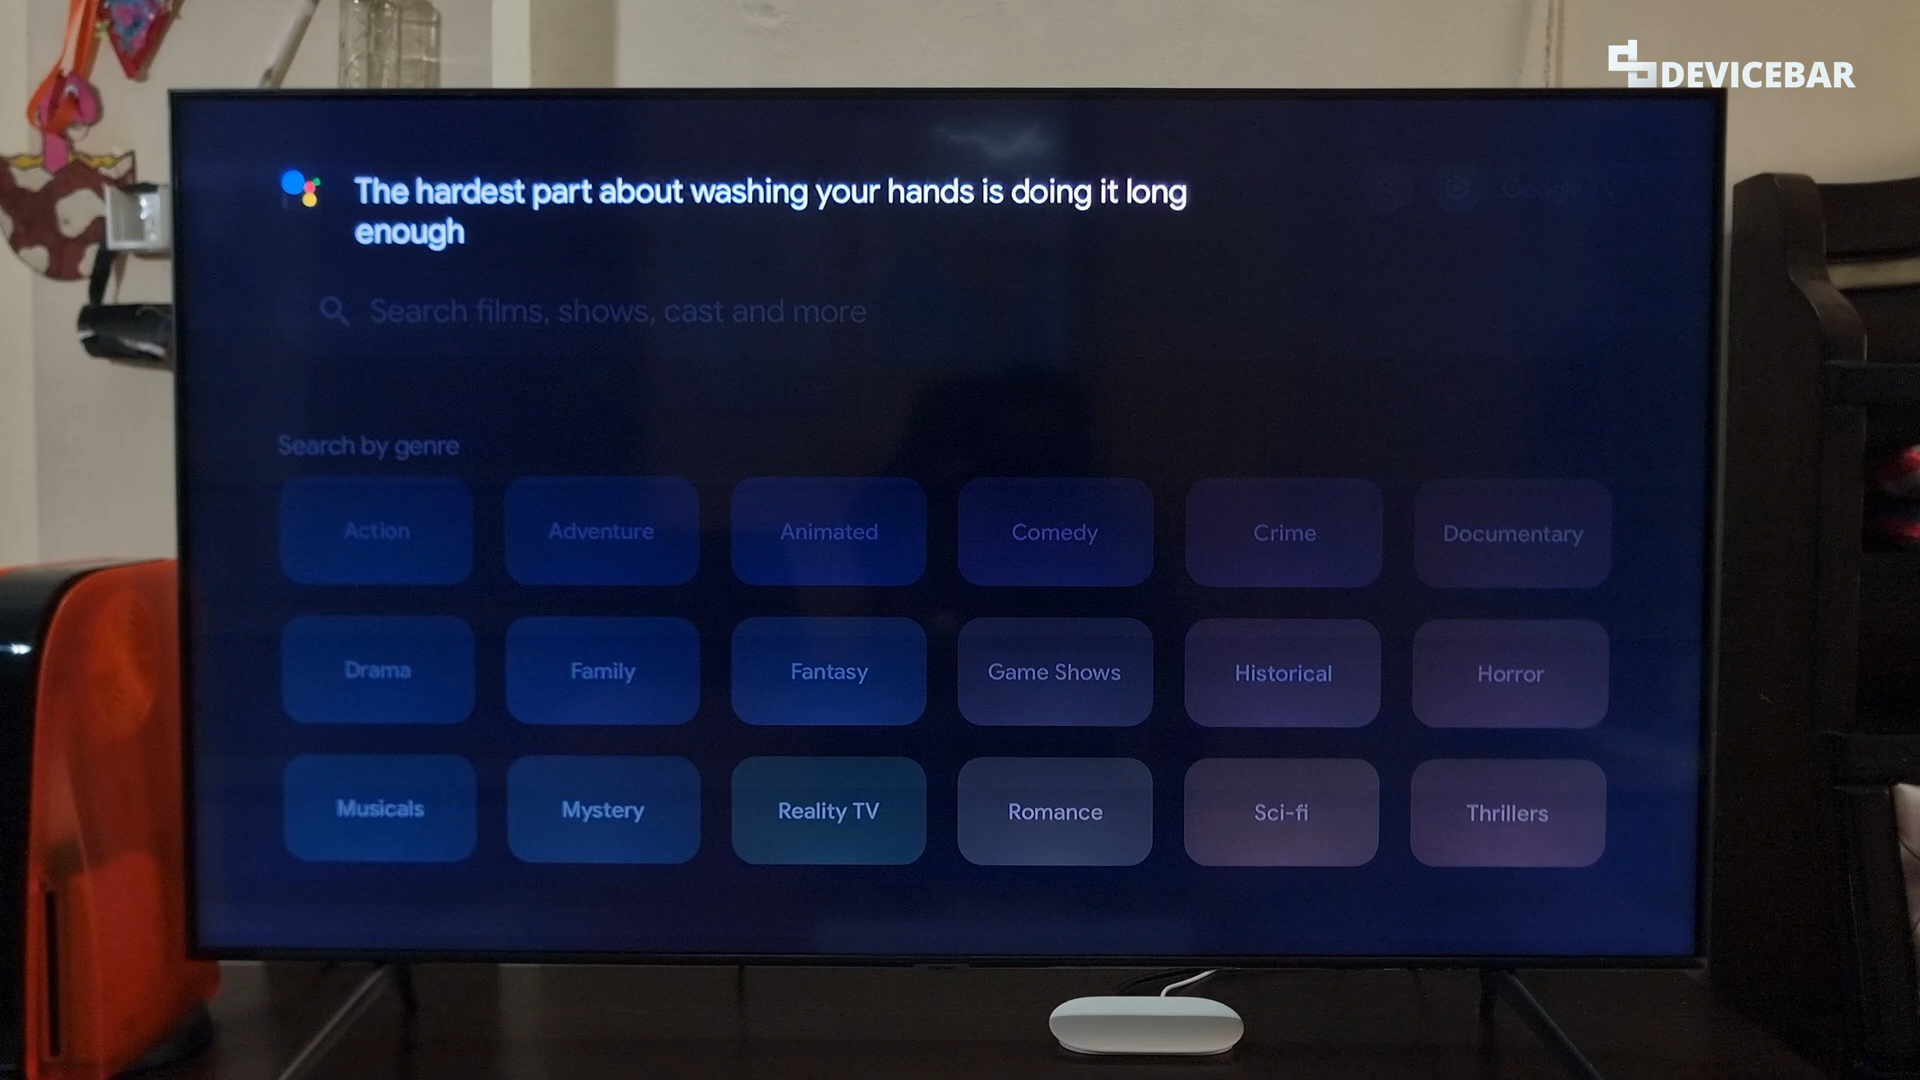 DEVICEBAR
The hardest part about washing your hands is doing it long
enough
Google
Search films, shows, cast and more
Search by genre
Action
Adventure
Animated
Comedy
Crime
Documentary
Drama
Family
Fantasy
Game Shows
Historical
Horror
Musicals
Mystery
Reality TV
Romance
Sci-fi
Thrillers